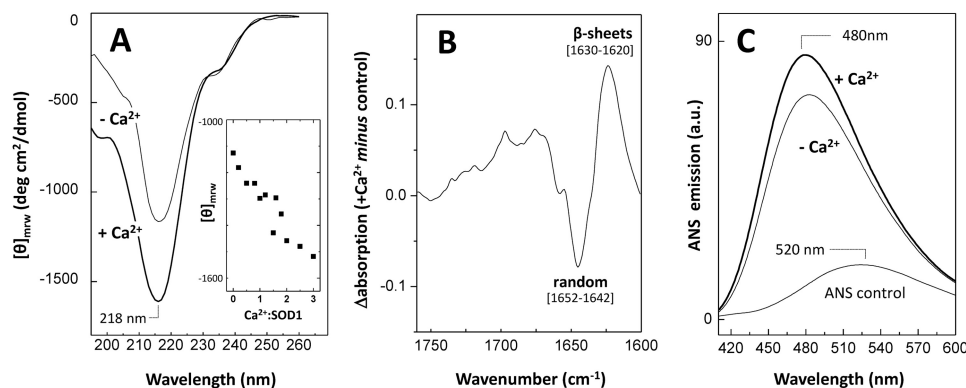 A
0
-500
-1000
-1500
[θ]mrw (deg cm²/dmol)
- Ca²⁺
+ Ca²⁺
218 nm
-1000
-1600
[θ]mrw
0 1 2 3
Ca²⁺:SOD1
195 200 210 220 230 240 250 260
Wavelength (nm)
B
β-sheets
[1630-1620]
0.1
0.0
-0.1
Δabsorption (+Ca²⁺ minus control)
random
[1652-1642]
1750 1700 1650 1600
Wavenumber (cm⁻¹)
C
480nm
90
0
ANS emission (a.u.)
+ Ca²⁺
- Ca²⁺
520 nm
ANS control
420 450 480 510 540 570 600
Wavelength (nm)